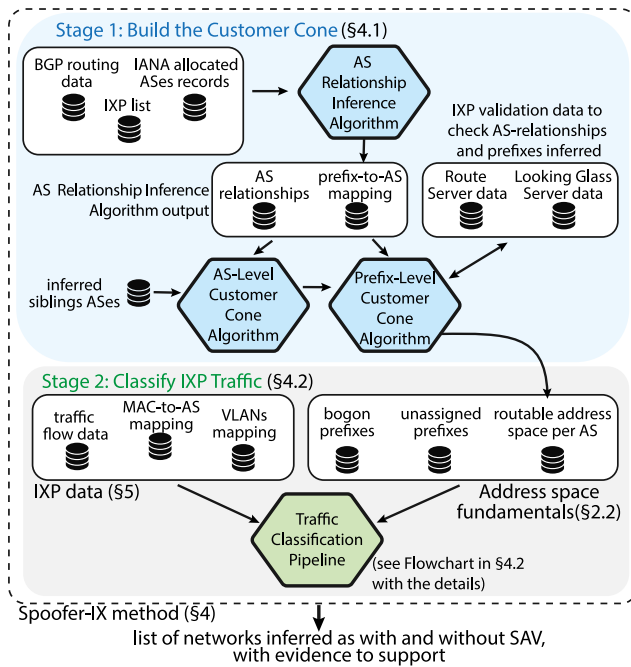 Stage 1: Build the Customer Cone (§4.1)
BGP routing
data
IANA allocated
ASes records
IXP list
AS
Relationship
Inference
Algorithm
IXP validation data to
check AS-relationships
and prefixes inferred
AS Relationship Inference
Algorithm output
AS
relationships
prefix-to-AS
mapping
Route
Server data
Looking Glass
Server data
inferred
siblings ASes
AS-Level
Customer
Cone
Algorithm
Prefix-Level
Customer
Cone
Algorithm
Stage 2: Classify IXP Traffic (§4.2)
traffic
flow data
MAC-to-AS
mapping
VLANs
mapping
bogon
prefixes
unassigned
prefixes
routable address
space per AS
IXP data (§5)
Address space
fundamentals(§2.2)
Traffic
Classification
Pipeline
(see Flowchart in §4.2
with the details)
Spoofer-IX method (§4)
list of networks inferred as with and without SAV,
with evidence to support